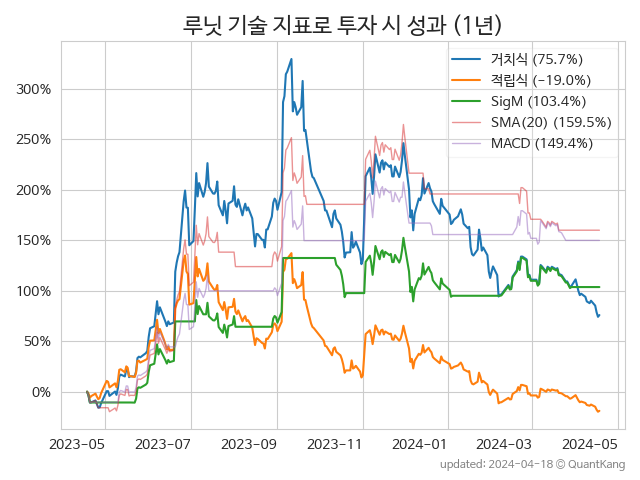 루닛 기술 지표로 투자 시 성과 (1년)
거치식 (75.7%)
적립식 (−19.0%)
SigM (103.4%)
SMA(20) (159.5%)
MACD (149.4%)
300%
250%
200%
150%
100%
50%
0%
2023-05 2023-07 2023-09 2023-11 2024-01 2024-03 2024-05
updated: 2024-04-18 © QuantKang